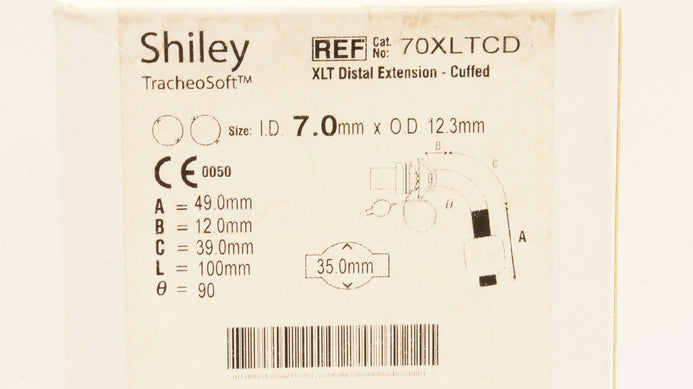 Shiley
TracheoSoft™
REF Cat. No: 70XLTCD
XLT Distal Extension - Cuffed
Size: I.D. 7.0mm x O.D. 12.3mm
CE 0050
A = 49.0mm
B = 12.0mm
C = 39.0mm
L = 100mm
θ = 90
35.0mm
B
C
θ
A